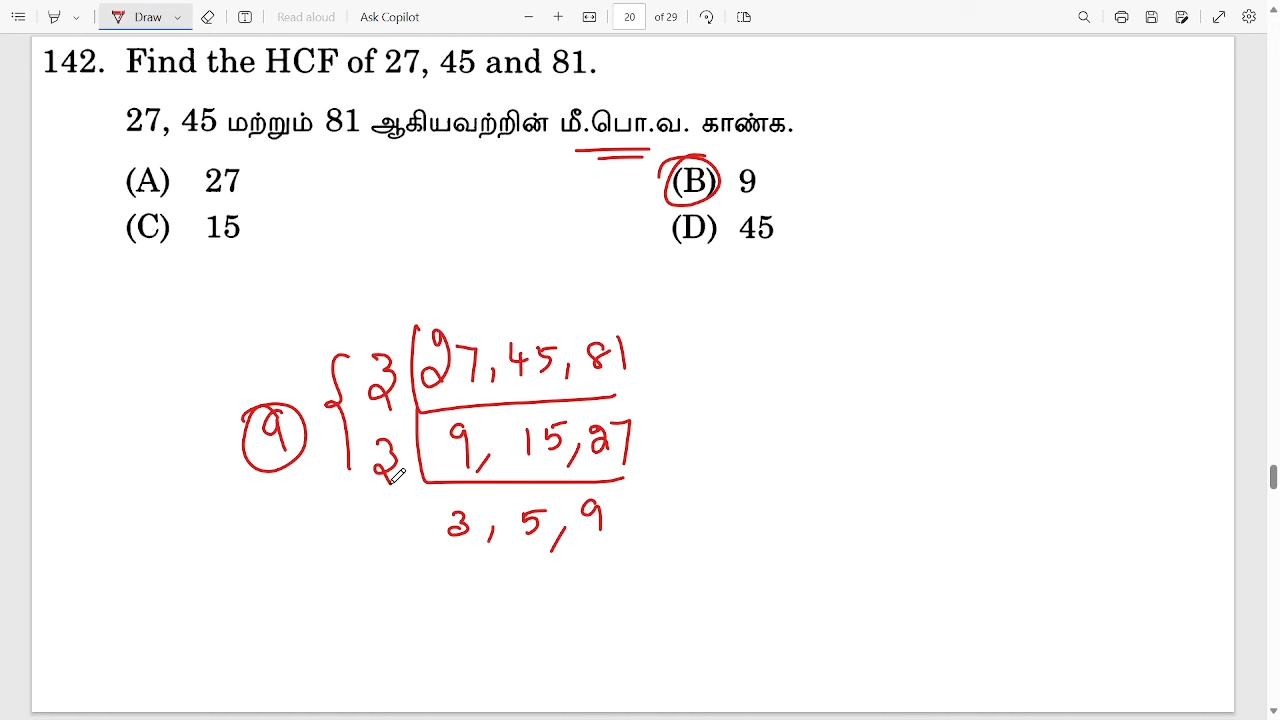 Draw Read aloud Ask Copilot 20 of 29
142. Find the HCF of 27, 45 and 81.
27, 45 மற்றும் 81 ஆகியவற்றின் மீ.பொ.வ. காண்க.
(A) 27 (B) 9
(C) 15 (D) 45
3 27, 45, 81
9 3 9, 15, 27
3, 5, 9